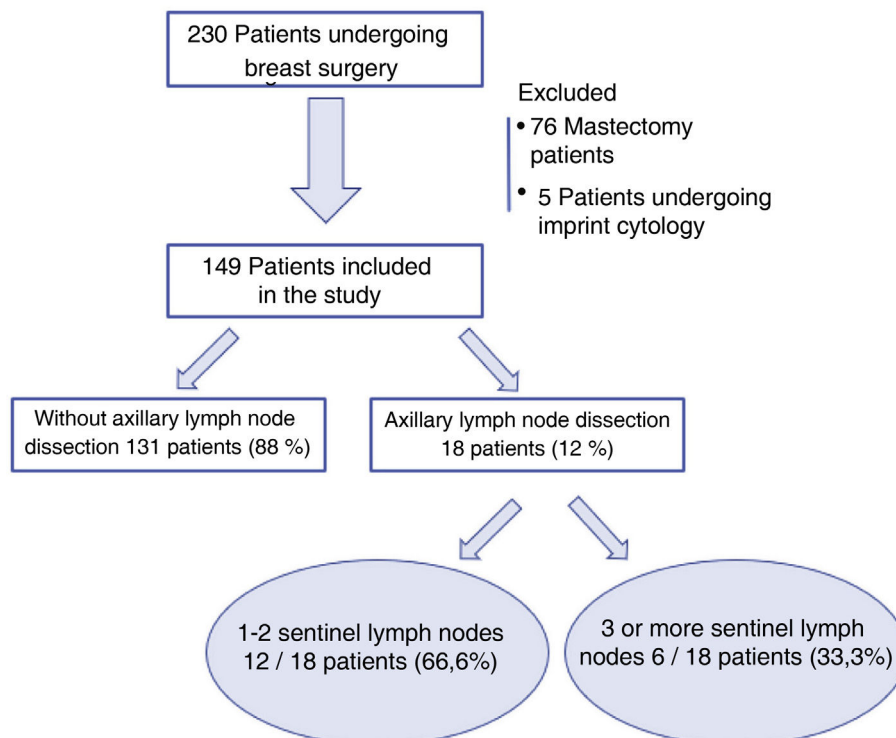 230 Patients undergoing
breast surgery
Excluded
• 76 Mastectomy
patients
• 5 Patients undergoing
imprint cytology
149 Patients included
in the study
Without axillary lymph node
dissection 131 patients (88 %)
Axillary lymph node dissection
18 patients (12 %)
1-2 sentinel lymph nodes
12 / 18 patients (66,6%)
3 or more sentinel lymph
nodes 6 / 18 patients (33,3%)